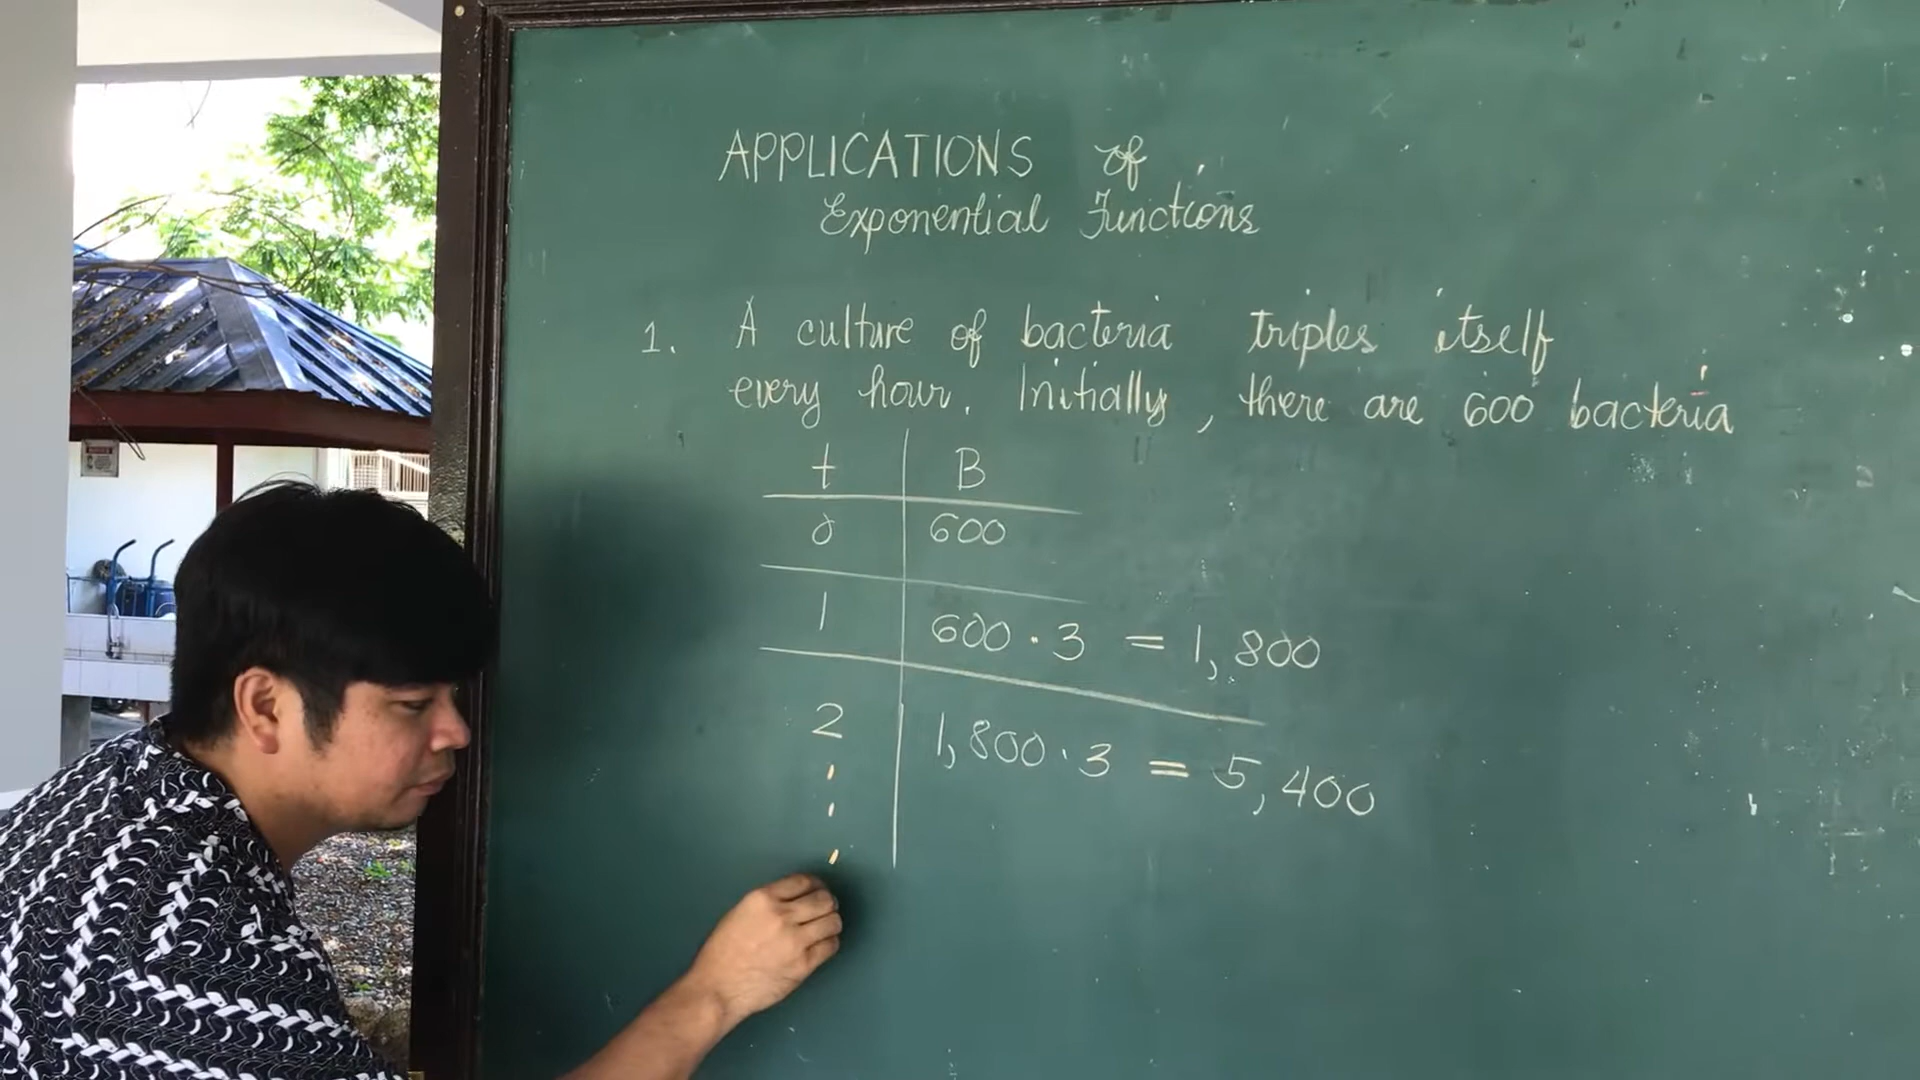 APPLICATIONS of
Exponential Functions
1. A culture of bacteria triples itself
every hour. Initially, there are 600 bacteria
t B
0 600
1 600 · 3 = 1,800
2 1,800 · 3 = 5,400